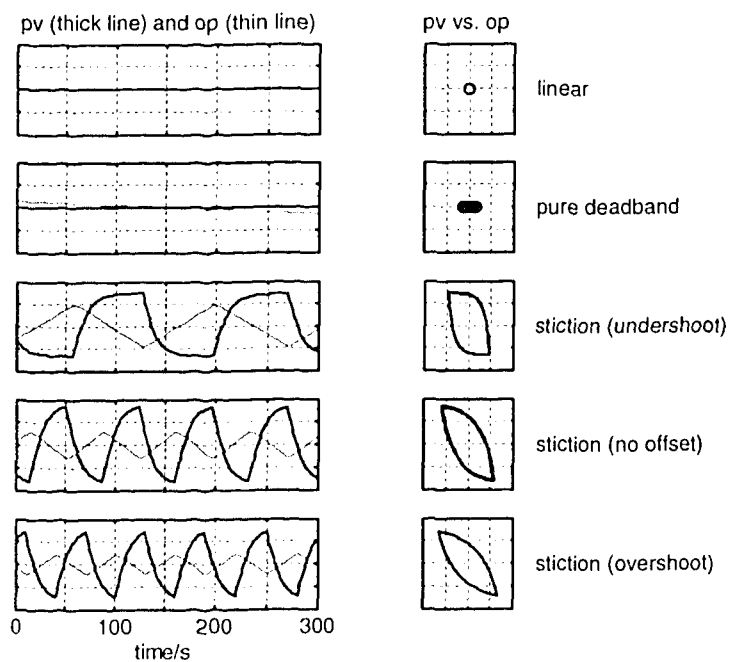 pv (thick line) and op (thin line)
pv vs. op
linear
pure deadband
stiction (undershoot)
stiction (no offset)
stiction (overshoot)
0 100 200 300
time/s